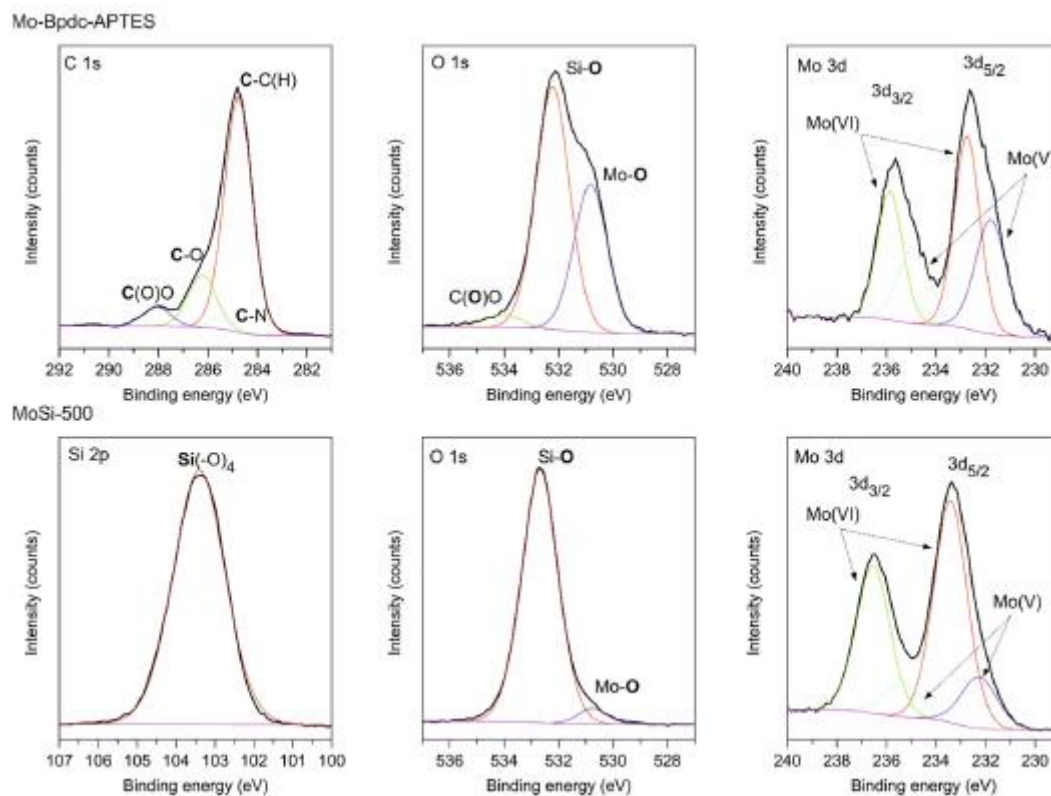 Mo-Bpdc-APTES
C 1s
C-C(H)
C-O
C(O)O
C-N
Intensity (counts)
292 290 288 286 284 282
Binding energy (eV)
O 1s
Si-O
Mo-O
C(O)O
Intensity (counts)
536 534 532 530 528
Binding energy (eV)
Mo 3d
3d5/2
3d3/2
Mo(VI)
Mo(V)
Intensity (counts)
240 238 236 234 232 230
Binding energy (eV)
MoSi-500
Si 2p
Si(-O)4
Intensity (counts)
107 106 105 104 103 102 101 100
Binding energy (eV)
O 1s
Si-O
Mo-O
Intensity (counts)
536 534 532 530 528
Binding energy (eV)
Mo 3d
3d5/2
3d3/2
Mo(VI)
Mo(V)
Intensity (counts)
240 238 236 234 232 230
Binding energy (eV)